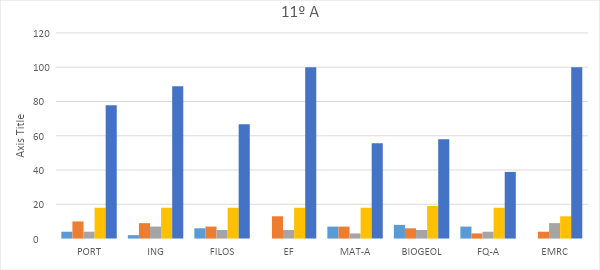 11º A
120
100
80
60
40
20
0
Axis Title
PORT ING FILOS EF MAT-A BIOGEOL FQ-A EMRC